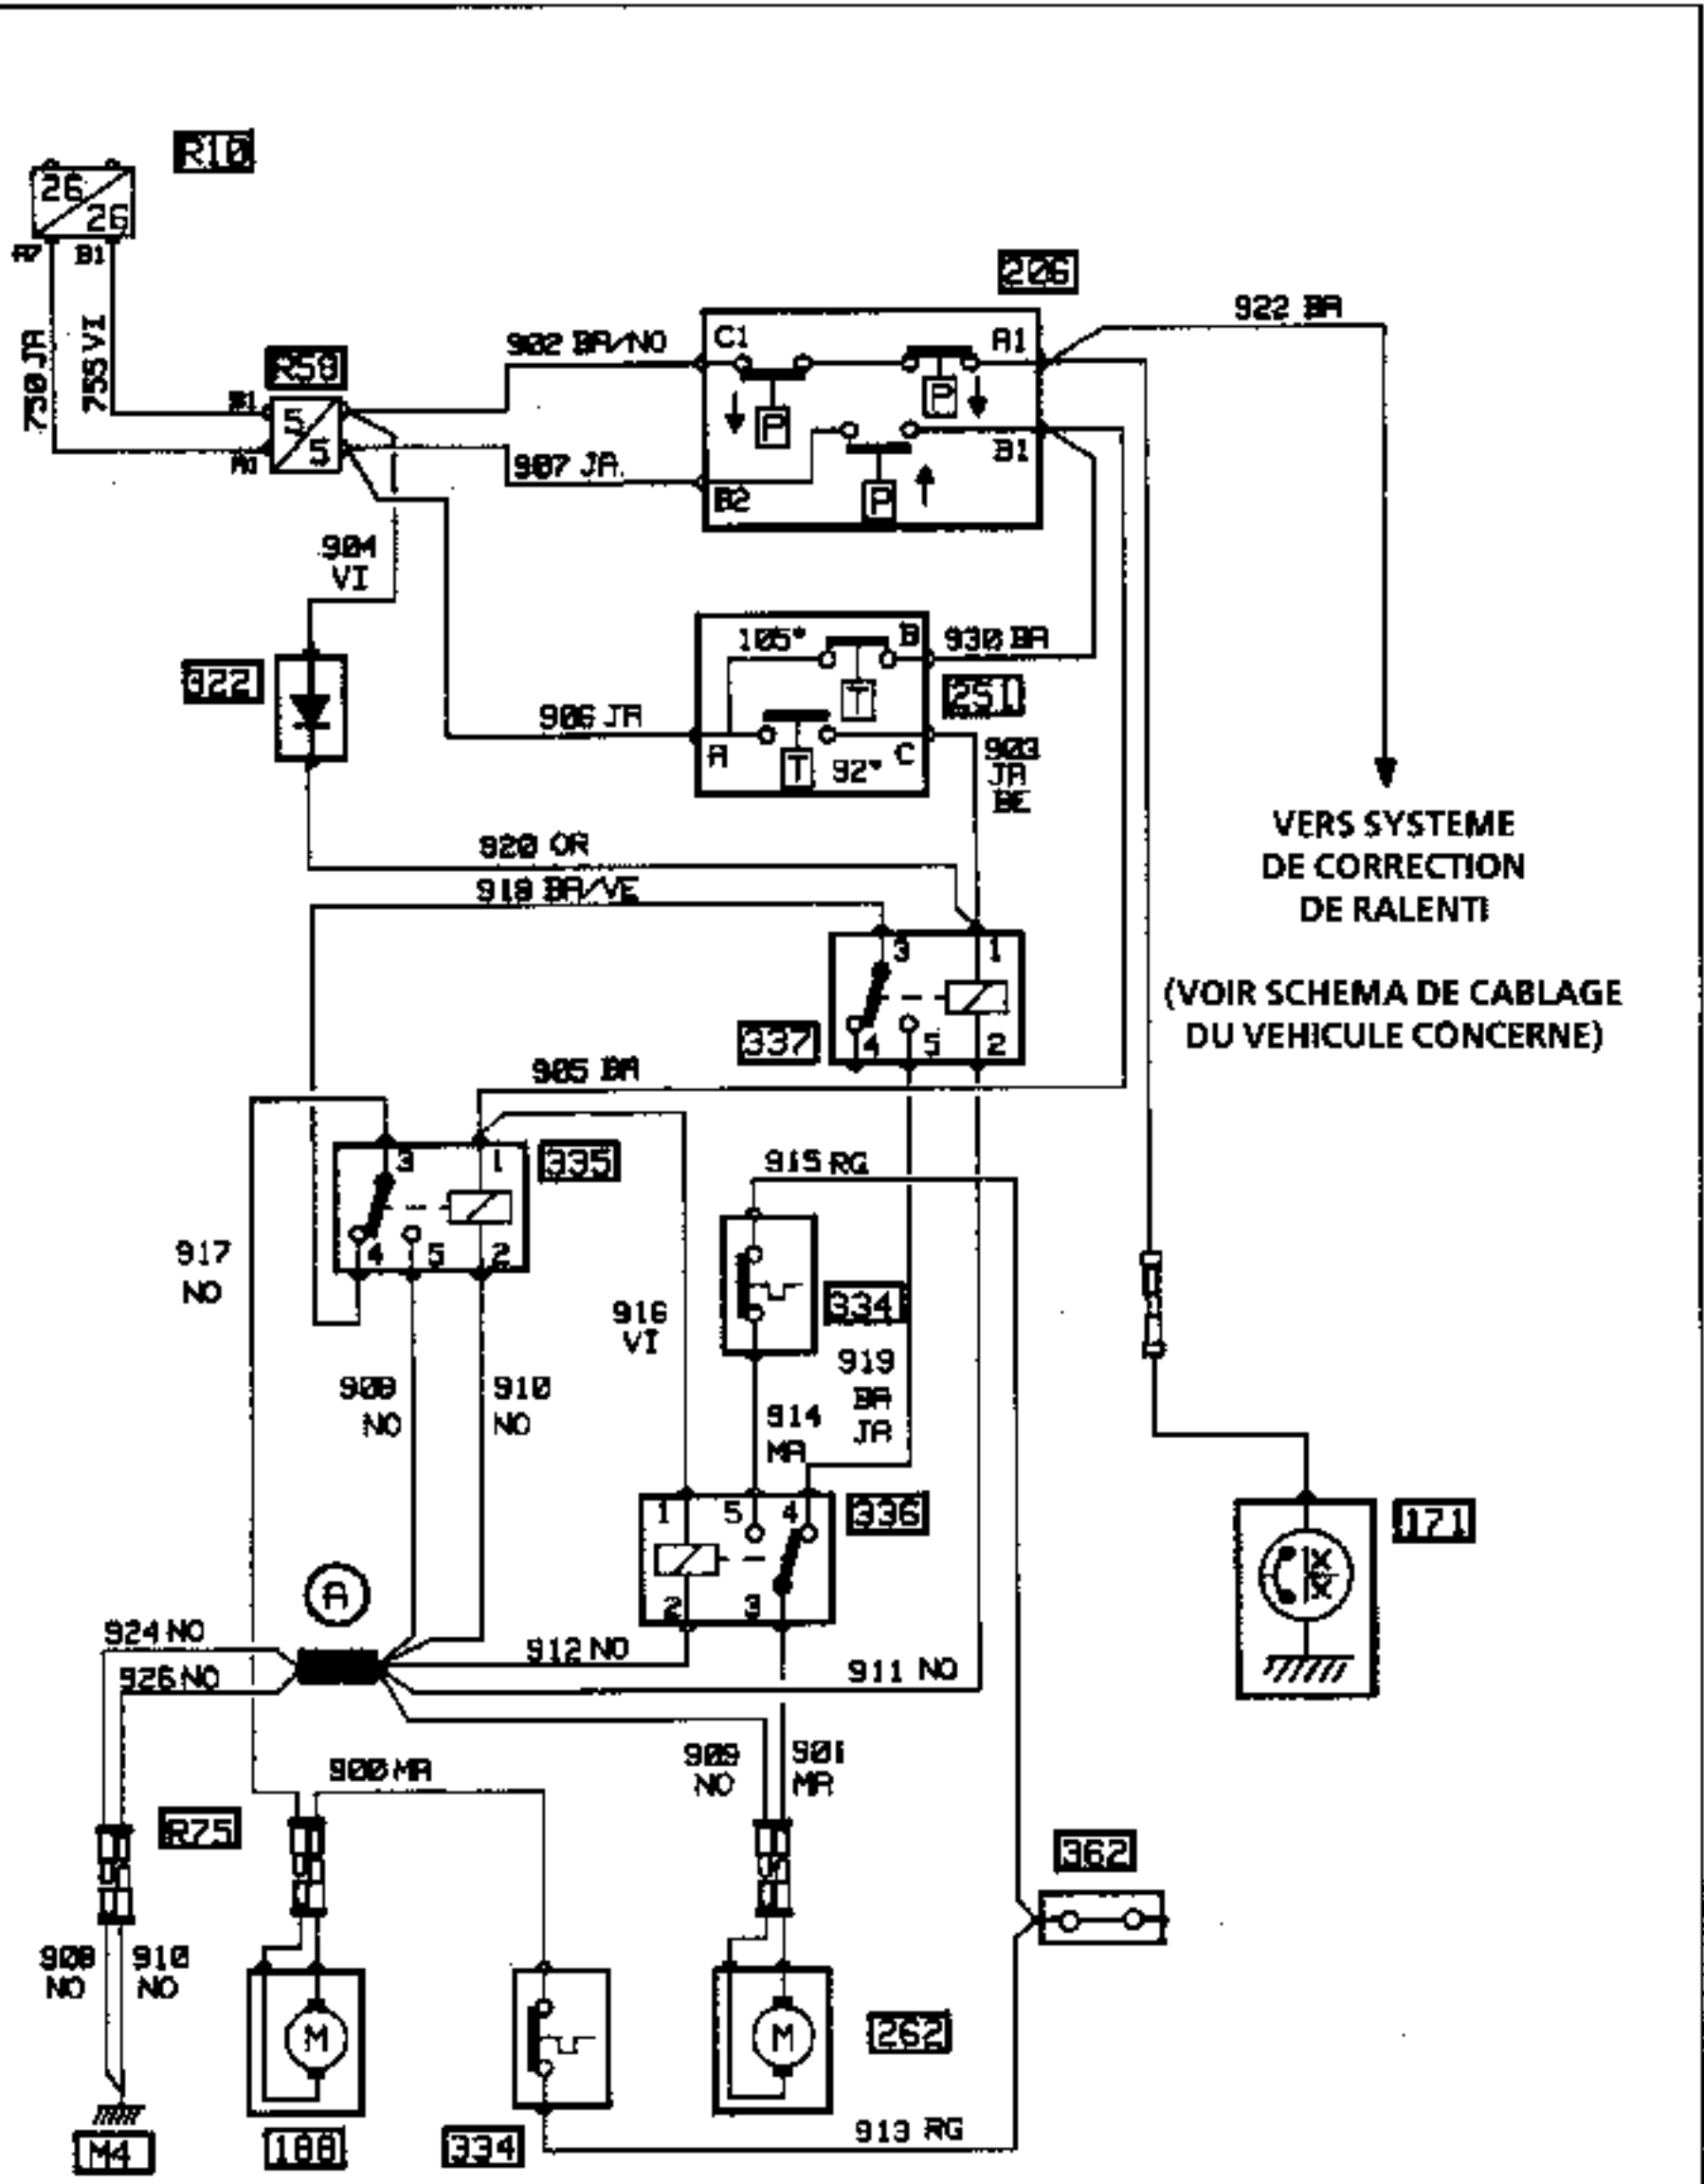 R10
26
26
A7 B1
750 JA
755 VI
R58
B1
5
5
A1
902 BA/NO
907 JA
206
C1
A1
P
P
B1
B2
P
922 BA
904
VI
322
105°
B
930 BA
T
251
906 JA
A
T
92°
C
903
JA
BE
VERS SYSTEME
DE CORRECTION
DE RALENTI
(VOIR SCHEMA DE CABLAGE
DU VEHICULE CONCERNE)
920 OR
918 BA/VE
3 1
337
4 5 2
905 BA
3 1
335
4 5 2
917
NO
915 RG
916
VI
334
919
BA
JA
908
NO
910
NO
914
MA
1 5 4
336
2 3
171
A
924 NO
926 NO
912 NO
911 NO
900 MA
909
NO
901
MA
R75
362
908
NO
910
NO
M
M
262
M4
188
334
913 RG